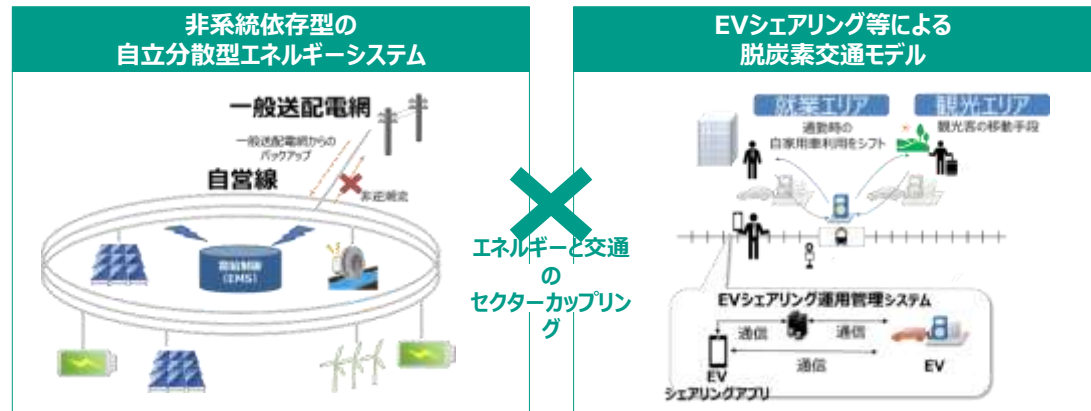 非系統依存型の
自立分散型エネルギーシステム
一般送配電網
一般送配電網からの
バックアップ
自営線
非逆潮流
需給制御
(EMS)
エネルギーと交通
の
セクターカップリン
グ
EVシェアリング等による
脱炭素交通モデル
就業エリア
観光エリア
通勤時の
自家用車利用をシフト
観光客の移動手段
EVシェアリング運用管理システム
通信
通信
通信
EV
シェアリングアプリ
EV